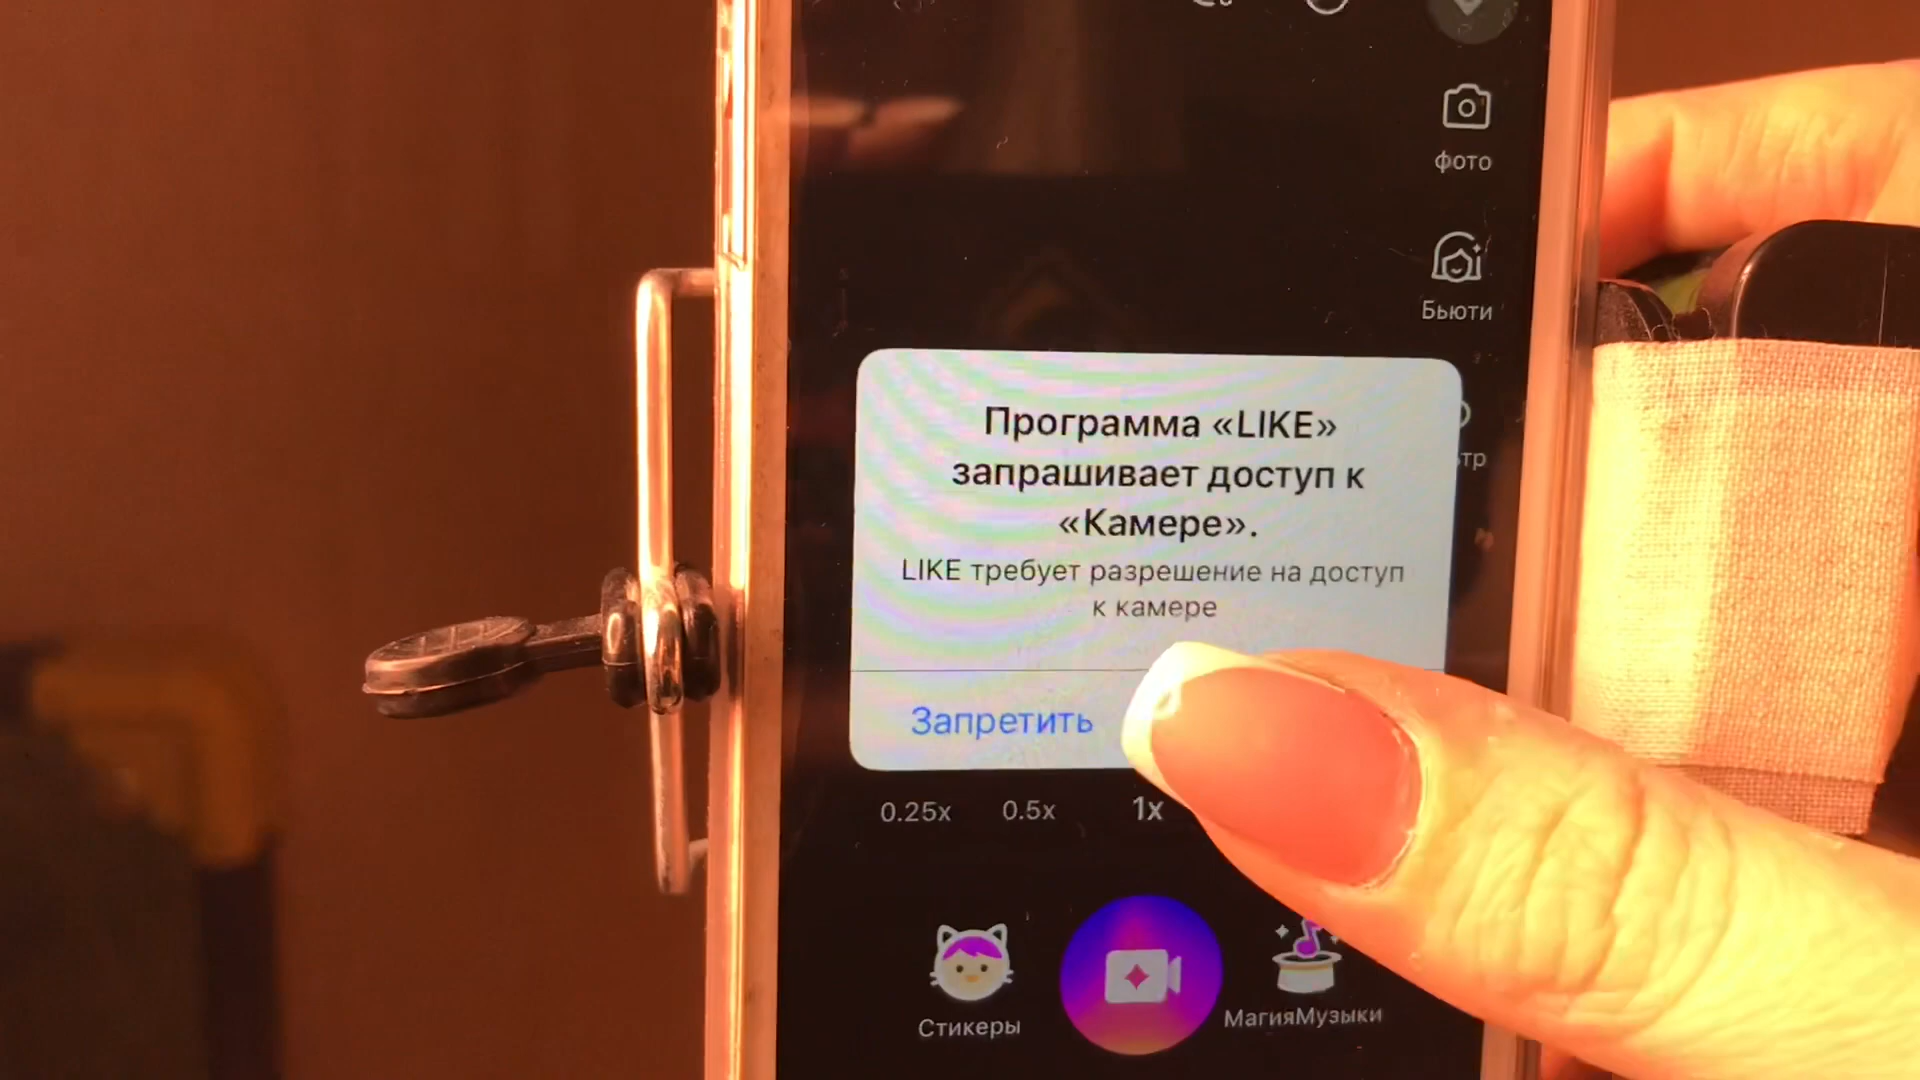 фото
Бьюти
Программа «LIKE»
запрашивает доступ к
«Камере».
LIKE требует разрешение на доступ
к камере
Запретить
0.25x 0.5x 1x
Стикеры
МагияМузыки